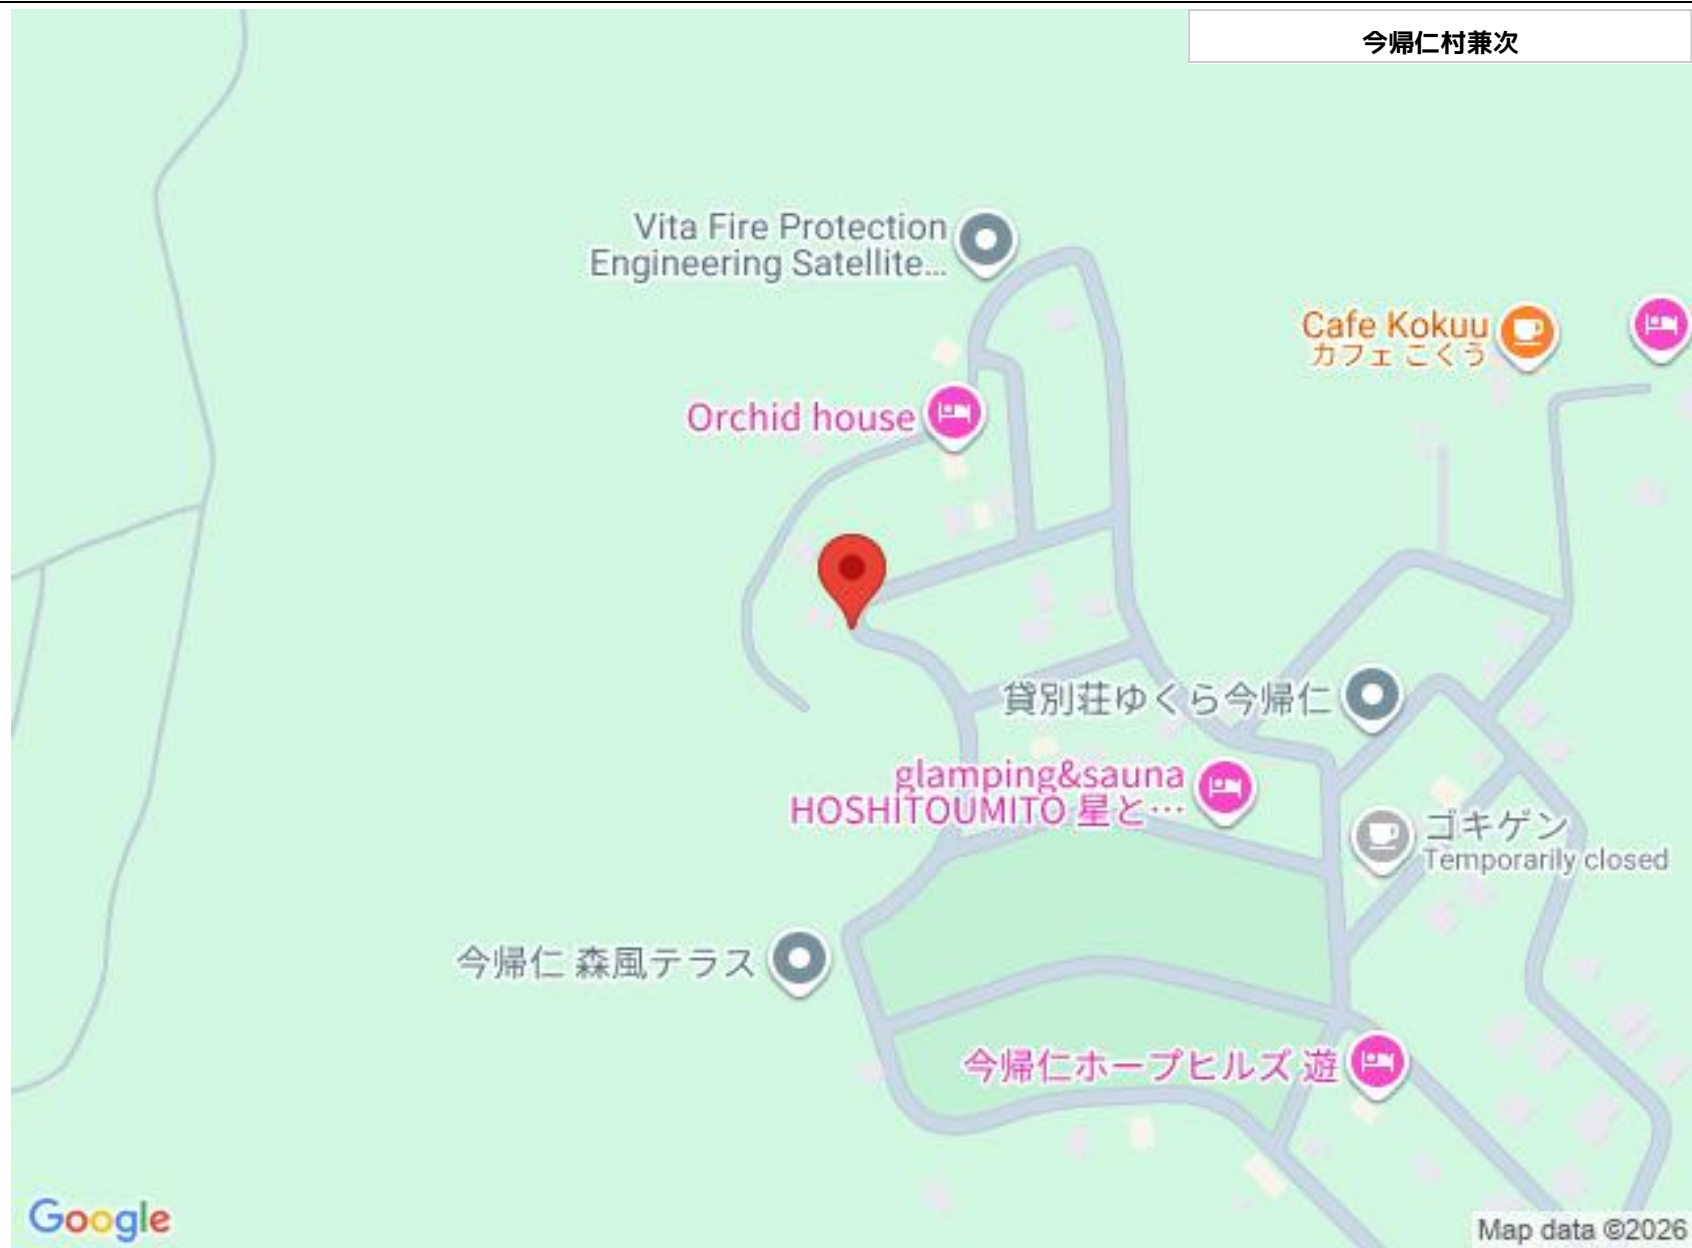 今帰仁村兼次
Vita Fire Protection
Engineering Satellite...
Cafe Kokuu
カフェ こくう
Orchid house
貸別荘ゆくら今帰仁
glamping&sauna
HOSHITOUMITO 星と…
ゴキゲン
Temporarily closed
今帰仁 森風テラス
今帰仁ホープヒルズ 遊
Google
Map data ©2026